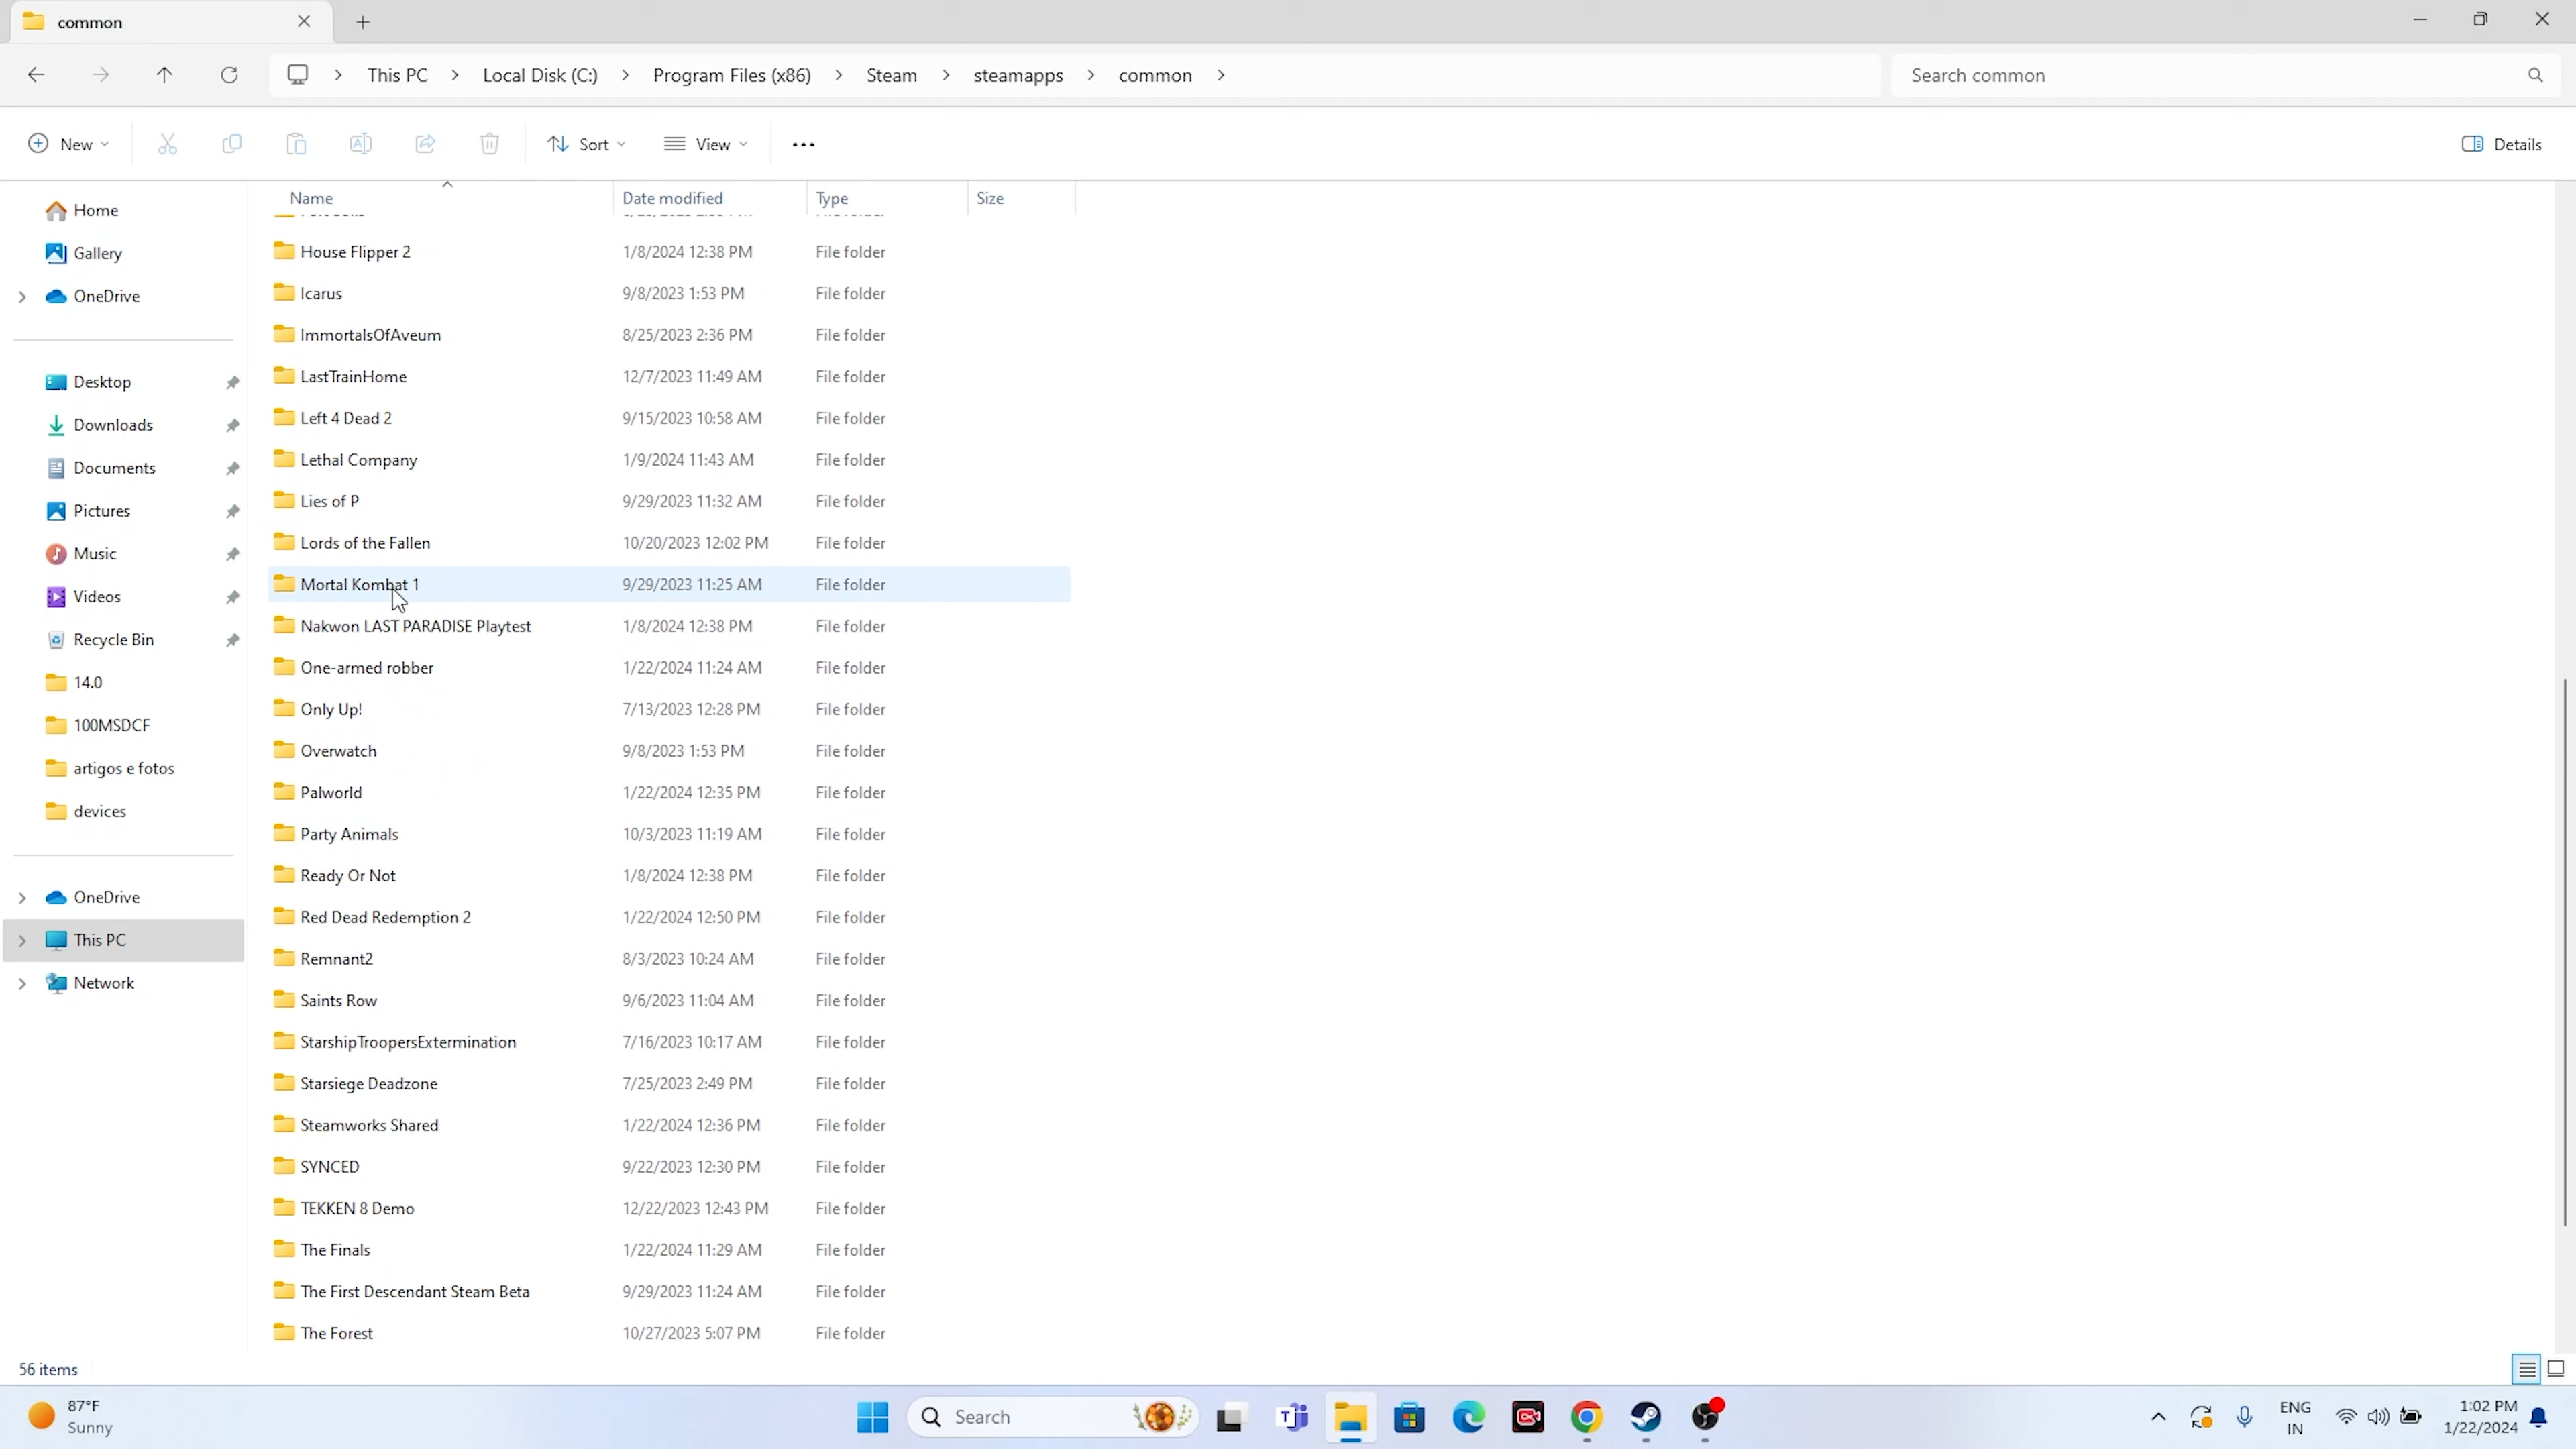 common
This PC
Local Disk (C:)
Program Files (x86)
Steam
steamapps
common
Search common
New
Sort
View
Details
Name
Date modified
Type
Size
Home
Gallery
OneDrive
Desktop
Downloads
Documents
Pictures
Music
Videos
Recycle Bin
14.0
100MSDCF
artigos e fotos
devices
OneDrive
This PC
Network
House Flipper 2 1/8/2024 12:38 PM File folder
Icarus 9/8/2023 1:53 PM File folder
ImmortalsOfAveum 8/25/2023 2:36 PM File folder
LastTrainHome 12/7/2023 11:49 AM File folder
Left 4 Dead 2 9/15/2023 10:58 AM File folder
Lethal Company 1/9/2024 11:43 AM File folder
Lies of P 9/29/2023 11:32 AM File folder
Lords of the Fallen 10/20/2023 12:02 PM File folder
Mortal Kombat 1 9/29/2023 11:25 AM File folder
Nakwon LAST PARADISE Playtest 1/8/2024 12:38 PM File folder
One-armed robber 1/22/2024 11:24 AM File folder
Only Up! 7/13/2023 12:28 PM File folder
Overwatch 9/8/2023 1:53 PM File folder
Palworld 1/22/2024 12:35 PM File folder
Party Animals 10/3/2023 11:19 AM File folder
Ready Or Not 1/8/2024 12:38 PM File folder
Red Dead Redemption 2 1/22/2024 12:50 PM File folder
Remnant2 8/3/2023 10:24 AM File folder
Saints Row 9/6/2023 11:04 AM File folder
StarshipTroopersExtermination 7/16/2023 10:17 AM File folder
Starsiege Deadzone 7/25/2023 2:49 PM File folder
Steamworks Shared 1/22/2024 12:36 PM File folder
SYNCED 9/22/2023 12:30 PM File folder
TEKKEN 8 Demo 12/22/2023 12:43 PM File folder
The Finals 1/22/2024 11:29 AM File folder
The First Descendant Steam Beta 9/29/2023 11:24 AM File folder
The Forest 10/27/2023 5:07 PM File folder
56 items
87°F
Sunny
Search
ENG
IN
1:02 PM
1/22/2024